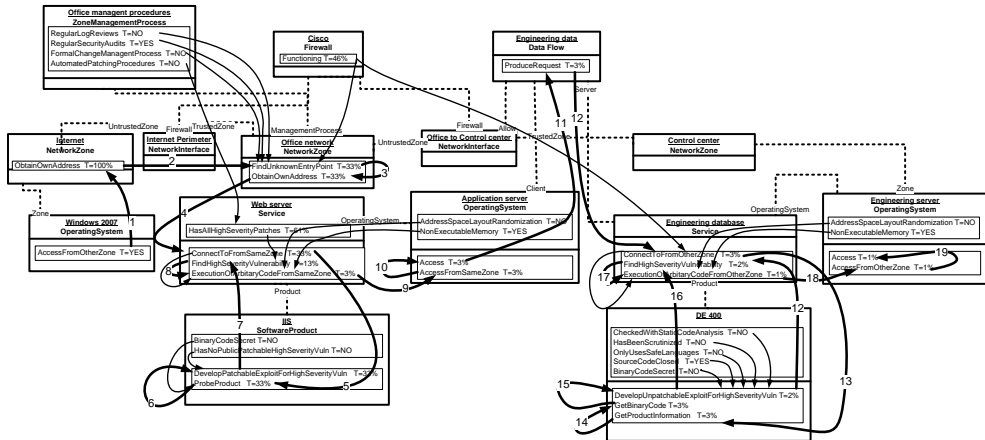 Office managent procedures
ZoneManagementProcess
RegularLogReviews T=NO
RegularSecurityAudits T=YES
FormalChangeManagentProcess T=NO
AutomatedPatchingProcedures T=NO
Cisco
Firewall
Functioning T=46%
Engineering data
Data Flow
ProduceRequest T=3%
12
Server
11
UntrustedZone
Firewall
TrustedZone
ManagementProcess
Firewall
Allow
TrustedZone
Internet
NetworkZone
ObtainOwnAddress T=100%
2
Internet Perimeter
NetworkInterface
Office network
NetworkZone
FindUnknownEntryPoint T=33%
ObtainOwnAddress T=33%
3
UntrustedZone
Office to Control center
NetworkInterface
Control center
NetworkZone
Zone
1
Windows 2007
OperatingSystem
AccessFromOtherZone T=YES
4
Web server
Service
HasAllHighSeverityPatches T=61%
ConnectToFromSameZone T=33%
FindHighSeverityVulnerability T=13%
ExecutionOfArbitaryCodeFromSameZone T=3%
8
Product
OperatingSystem
Client
Application server
OperatingSystem
AddressSpaceLayoutRandomization T=NO
NonExecutableMemory T=YES
Access T=3%
AccessFromSameZone T=3%
10
9
Engineering database
Service
ConnectToFromOtherZone T=3%
FindHighSeverityVulnerability T=2%
ExecutionOfArbitraryCodeFromOtherZone T=1%
17
Product
OperatingSystem
Zone
Engineering server
OperatingSystem
AddressSpaceLayoutRandomization T=NO
NonExecutableMemory T=YES
Access T=1%
AccessFromOtherZone T=1%
19
18
16
12
7
IIS
SoftwareProduct
BinaryCodeSecret T=NO
HasNoPublicPatchableHighSeverityVuln T=NO
DevelopPatchableExploitForHighSeverityVuln T=33%
ProbeProduct T=33%
5
6
DE 400
CheckedWithStaticCodeAnalysis T=NO
HasBeenScrutinized T=NO
OnlyUsesSafeLanguages T=NO
SourceCodeClosed T=YES
BinaryCodeSecret T=NO
DevelopUnpatchableExploitForHighSeverityVuln T=2%
GetBinaryCode T=3%
GetProductInformation T=3%
13
15
14